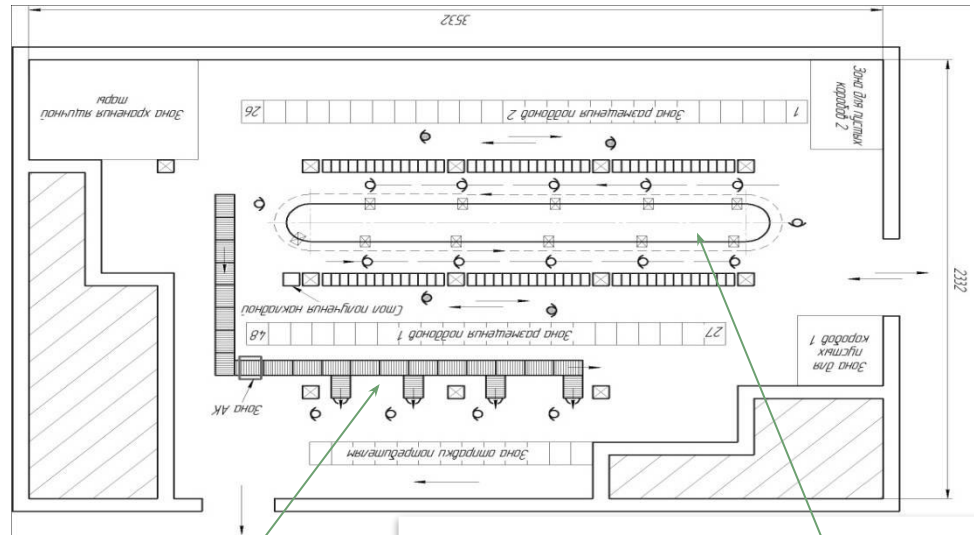 3532
Зона хранения ящичной
тары
26
Зона размещения поддонов 2
1
Зона для пустых
коробов 2
2332
Стол получения накладной
48
Зона размещения поддонов 1
27
Зона для
пустых
коробов 1
Зона АК
Зона отправки потребителям